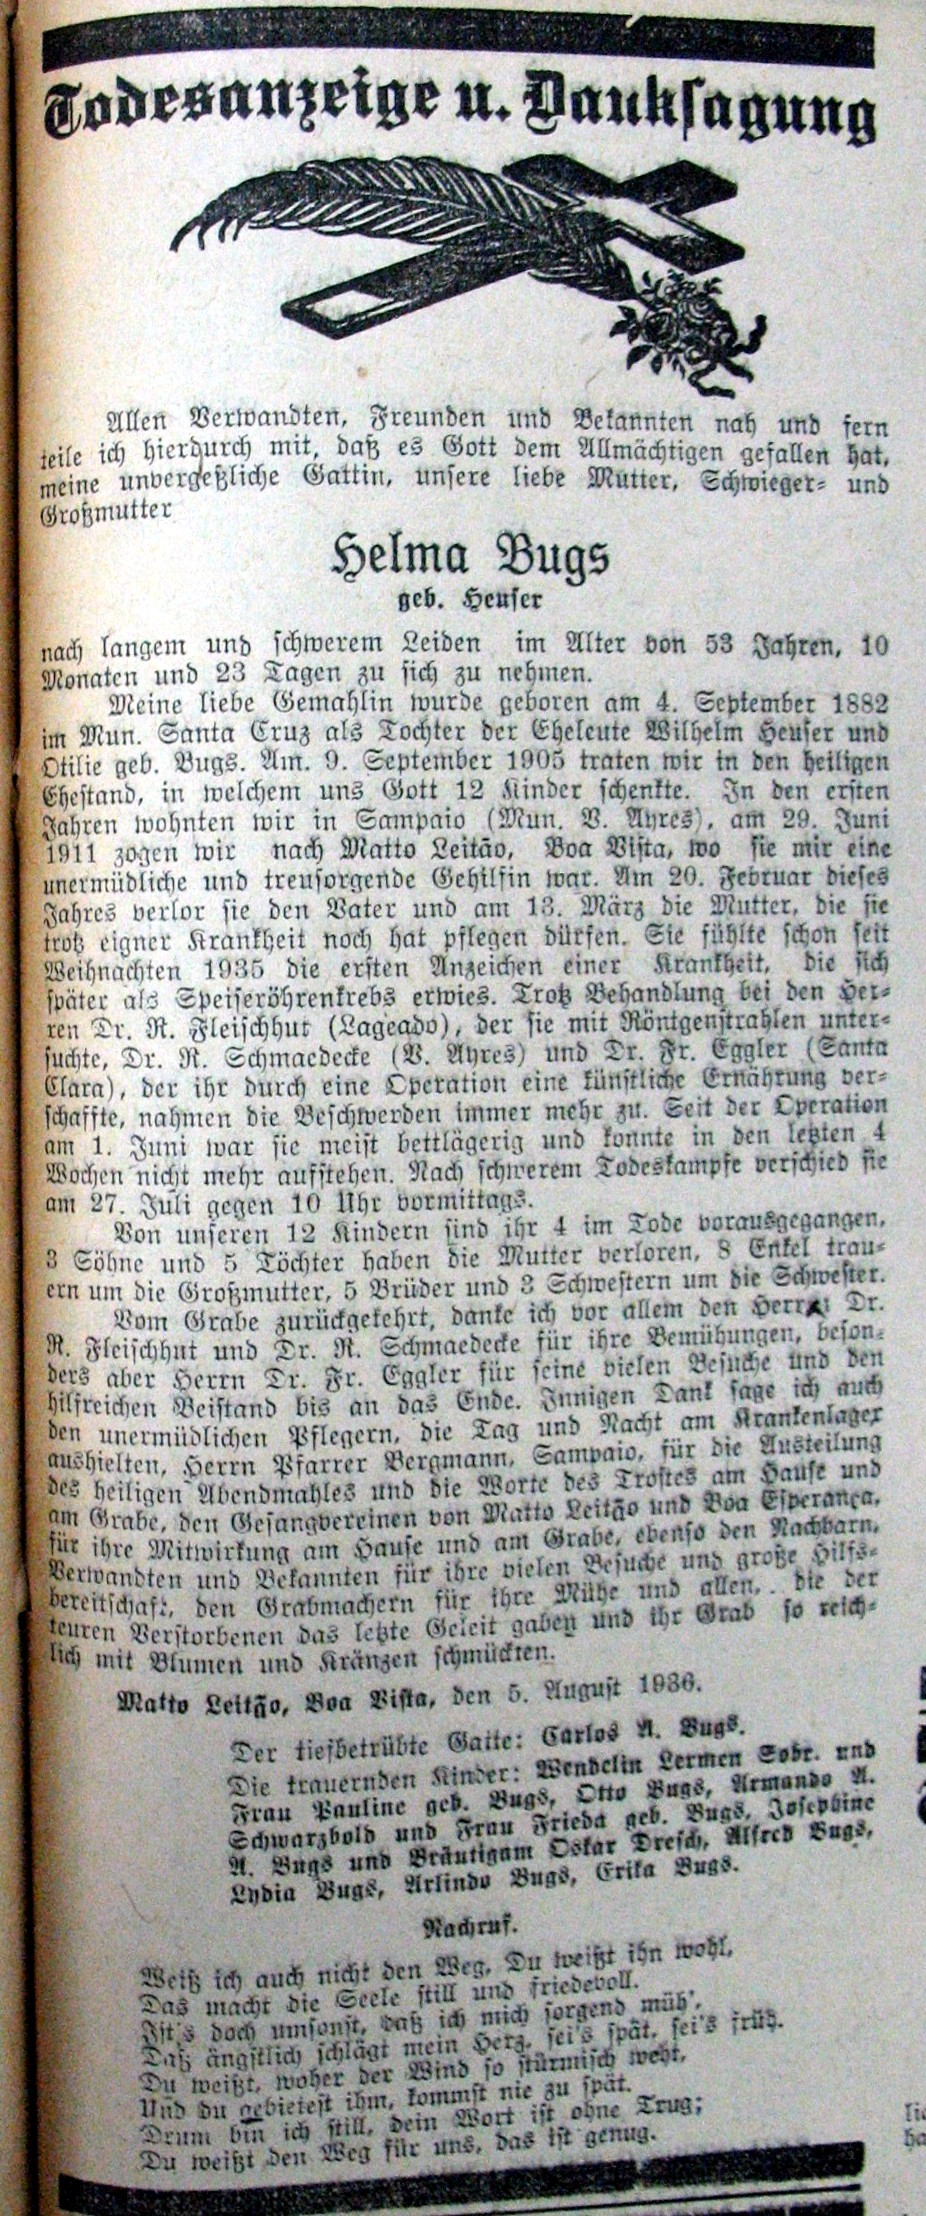 Todesanzeige u. Danksagung
Allen Verwandten, Freunden und Bekannten nah und fern
teile ich hierdurch mit, daß es Gott dem Allmächtigen gefallen hat,
meine unvergeßliche Gattin, unsere liebe Mutter, Schwieger- und
Großmutter
Helma Bugs
geb. Heuser
nach langem und schwerem Leiden im Alter von 53 Jahren, 10
Monaten und 23 Tagen zu sich zu nehmen.
Meine liebe Gemahlin wurde geboren am 4. September 1882
im Mun. Santa Cruz als Tochter der Eheleute Wilhelm Heuser und
Otilie geb. Bugs. Am. 9. September 1905 traten wir in den heiligen
Ehestand, in welchem uns Gott 12 Kinder schenkte. In den ersten
Jahren wohnten wir in Sampaio (Mun. V. Ayres), am 29. Juni
1911 zogen wir nach Matto Leitão, Boa Vista, wo sie mir eine
unermüdliche und treusorgende Gehilfin war. Am 20. Februar dieses
Jahres verlor sie den Vater und am 13. März die Mutter, die sie
trotz eigner Krankheit noch hat pflegen dürfen. Sie fühlte schon seit
Weihnachten 1935 die ersten Anzeichen einer Krankheit, die sich
später als Speiseröhrenkrebs erwies. Trotz Behandlung bei den Her-
ren Dr. R. Fleischhut (Lageado), der sie mit Röntgenstrahlen unter-
suchte, Dr. R. Schmaedecke (V. Ayres) und Dr. Fr. Eggler (Santa
Clara), der ihr durch eine Operation eine künstliche Ernährung ver-
schaffte, nahmen die Beschwerden immer mehr zu. Seit der Operation
am 1. Juni war sie meist bettlägerig und konnte in den letzten 4
Wochen nicht mehr aufstehen. Nach schwerem Todeskampfe verschied sie
am 27. Juli gegen 10 Uhr vormittags.
Von unseren 12 Kindern sind ihr 4 im Tode vorausgegangen,
3 Söhne und 5 Töchter haben die Mutter verloren, 8 Enkel trau-
ern um die Großmutter, 5 Brüder und 3 Schwestern um die Schwester.
Vom Grabe zurückgekehrt, danke ich vor allem den Herrn Dr.
R. Fleischhut und Dr. R. Schmaedecke für ihre Bemühungen, beson-
ders aber Herrn Dr. Fr. Eggler für seine vielen Besuche und den
hilfreichen Beistand bis an das Ende. Innigen Dank sage ich auch
den unermüdlichen Pflegern, die Tag und Nacht am Krankenlager
aushielten, Herrn Pfarrer Bergmann, Sampaio, für die Austeilung
des heiligen Abendmahles und die Worte des Trostes am Hause und
am Grabe, den Gesangvereinen von Matto Leitão und Boa Esperança,
für ihre Mitwirkung am Hause und am Grabe, ebenso den Nachbarn,
Verwandten und Bekannten für ihre vielen Besuche und große Hilfs-
bereitschaft, den Grabmachern für ihre Mühe und allen, die der
teuren Verstorbenen das letzte Geleit gaben und ihr Grab so reich-
lich mit Blumen und Kränzen schmückten.
Matto Leitão, Boa Vista, den 5. August 1936.
Der tiefbetrübte Gatte: Carlos A. Bugs.
Die trauernden Kinder: Wendelin Lermen Sobr. und
Frau Pauline geb. Bugs, Otto Bugs, Armando A.
Schwarzbold und Frau Frieda geb. Bugs, Josephine
A. Bugs und Bräutigam Oskar Dresch, Alfred Bugs,
Lydia Bugs, Arlindo Bugs, Erika Bugs.
Nachruf.
Weiß ich auch nicht den Weg, Du weißt ihn wohl,
Das macht die Seele still und friedevoll.
Ist's doch umsonst, daß ich mich sorgend müh',
Daß ängstlich schlägt mein Herz, sei's spät, sei's früh.
Du weißt, woher der Wind so stürmisch weht,
Und du gebietest ihm, kommst nie zu spät.
Drum bin ich still, dein Wort ist ohne Trug;
Du weißt den Weg für uns, das ist genug.